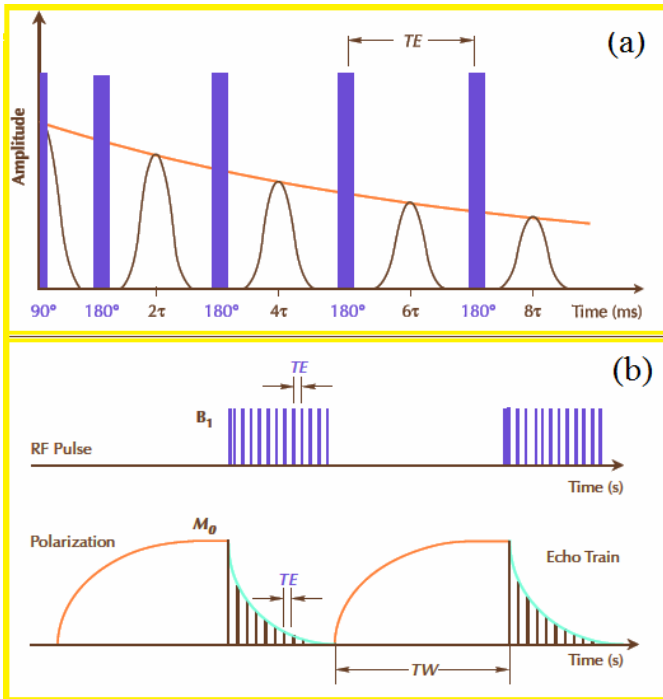 (a)
TE
Amplitude
90° 180° 2τ 180° 4τ 180° 6τ 180° 8τ Time (ms)
(b)
TE
B₁
RF Pulse
Time (s)
M₀
Polarization
Echo Train
TE
Time (s)
TW